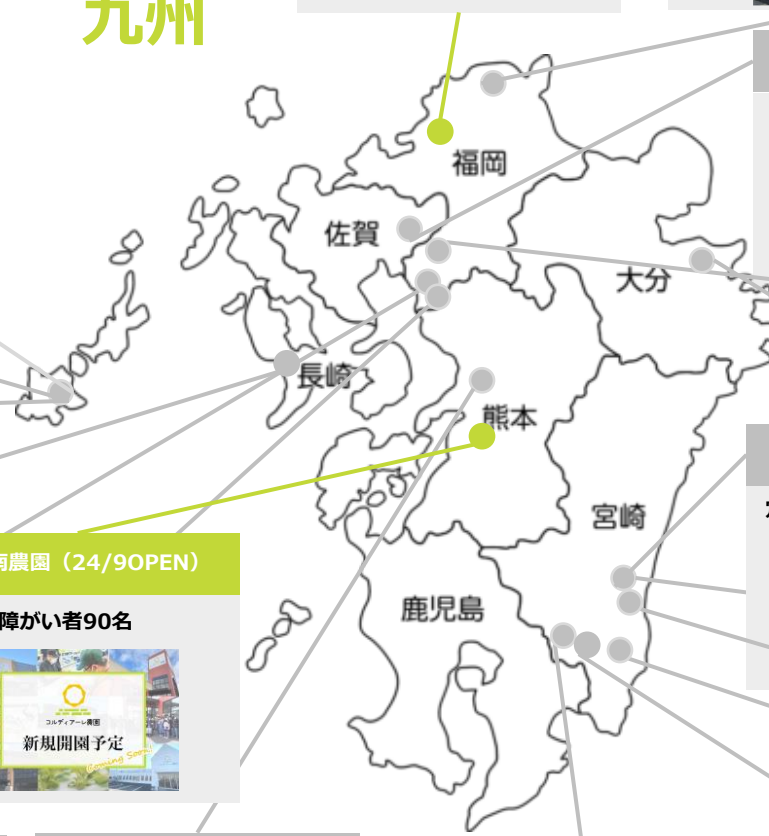 九州
福岡
佐賀
大分
長崎
熊本
宮崎
南農園（24/9OPEN）
障がい者90名
鹿児島
コルディアーレ農園
新規開園予定
Coming Soon!